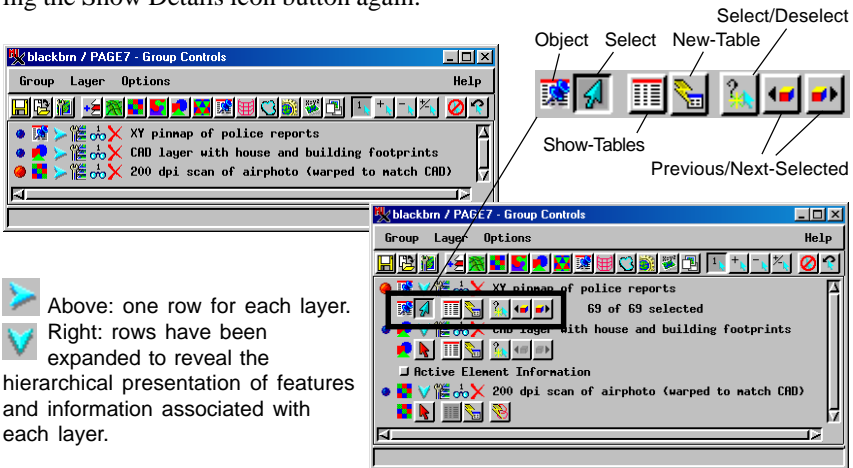 ing the Show Details icon button again.
Select/Deselect
Object Select New-Table
Show-Tables
Previous/Next-Selected
blackbrn / PAGE7 - Group Controls
Group Layer Options Help
XY pinmap of police reports
CAD layer with house and building footprints
200 dpi scan of airphoto (warped to match CAD)
blackbrn / PAGE7 - Group Controls
Group Layer Options Help
XY pinmap of police reports
69 of 69 selected
CAD layer with house and building footprints
Active Element Information
200 dpi scan of airphoto (warped to match CAD)
Above: one row for each layer.
Right: rows have been
expanded to reveal the
hierarchical presentation of features
and information associated with
each layer.